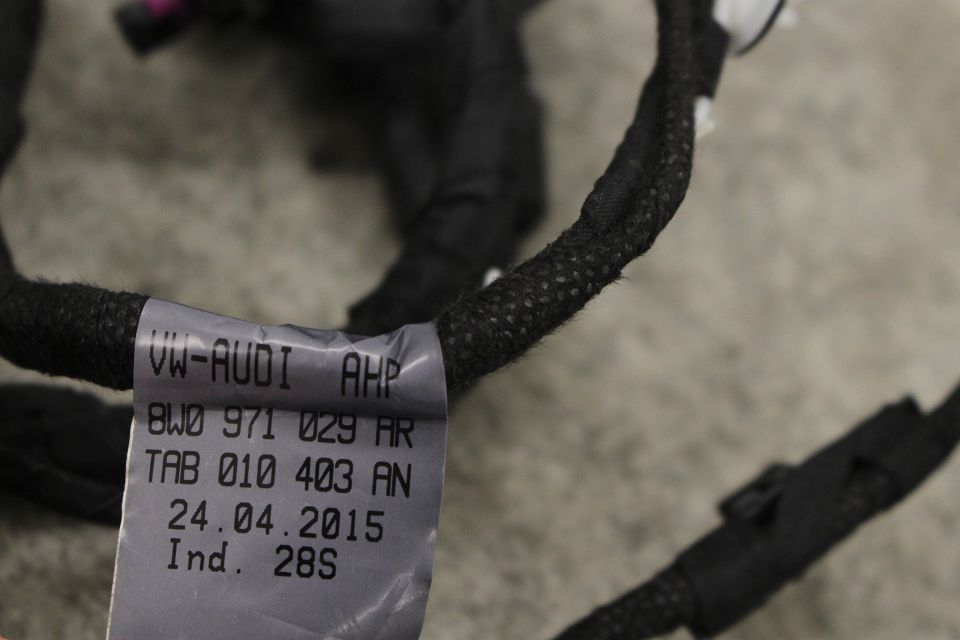 VW-AUDI AHP
8W0 971 029 AR
TAB 010 403 AN
24.04.2015
Ind. 28S